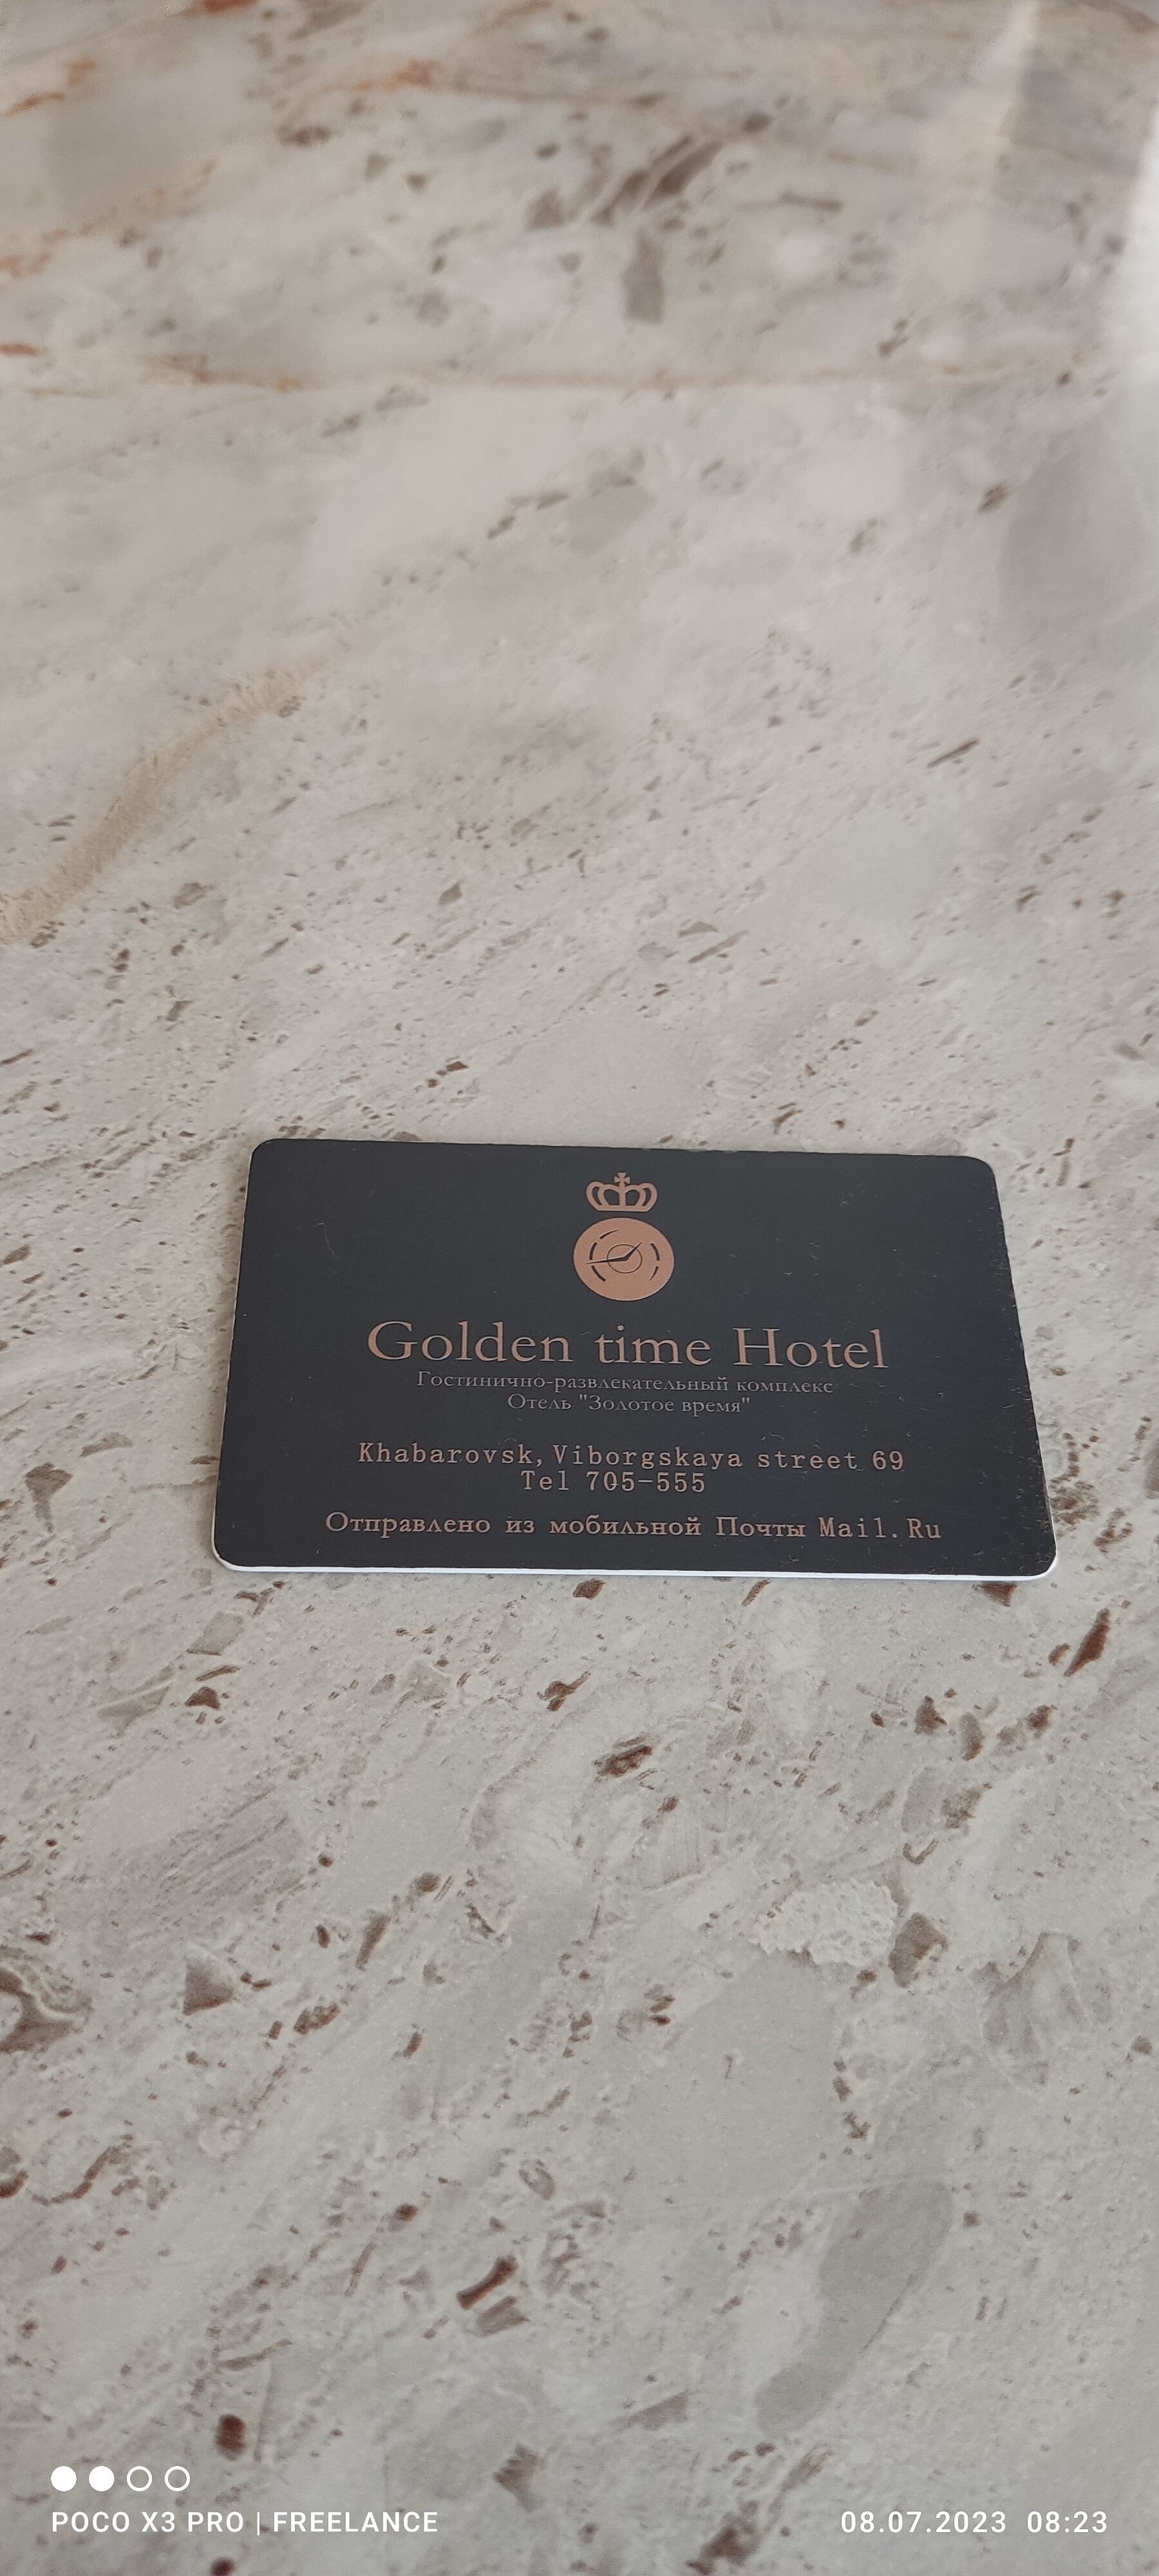 Golden time Hotel
Гостинично-развлекательный комплекс
Отель "Золотое время"
Khabarovsk, Viborgskaya street 69
Tel 705-555
Отправлено из мобильной Почты Mail.Ru
POCO X3 PRO | FREELANCE
08.07.2023 08:23